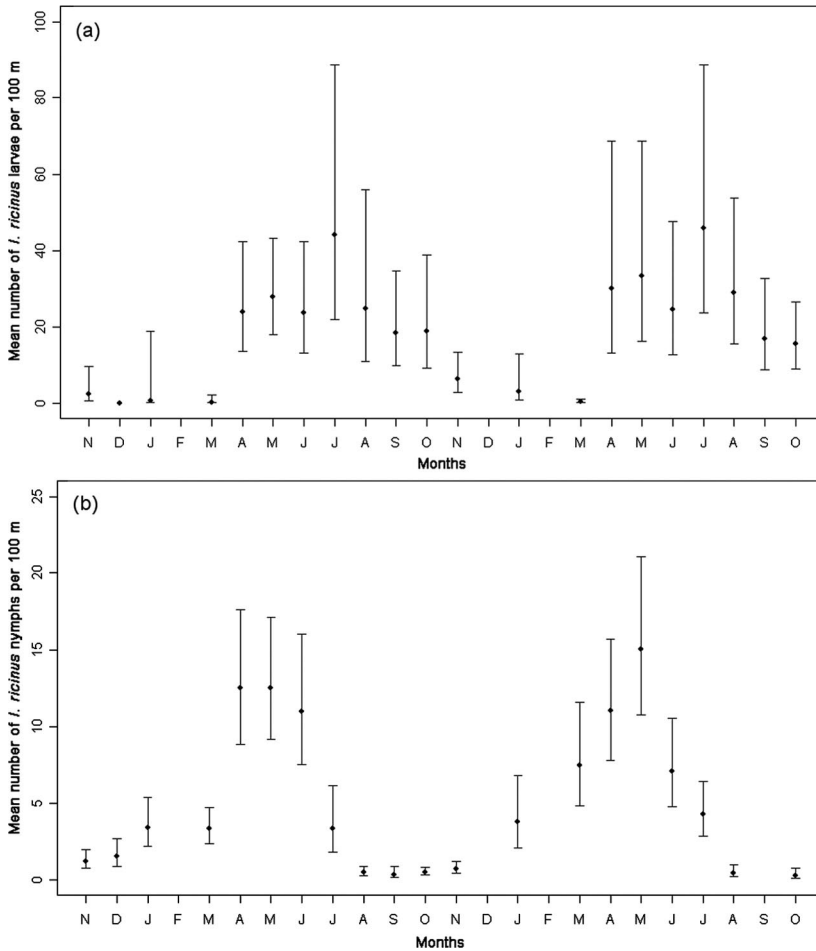 (a)
Mean number of I. ricinus larvae per 100 m
100
80
60
40
20
0
N D J F M A M J J A S O N D J F M A M J J A S O
Months
(b)
Mean number of I. ricinus nymphs per 100 m
25
20
15
10
5
0
N D J F M A M J J A S O N D J F M A M J J A S O
Months